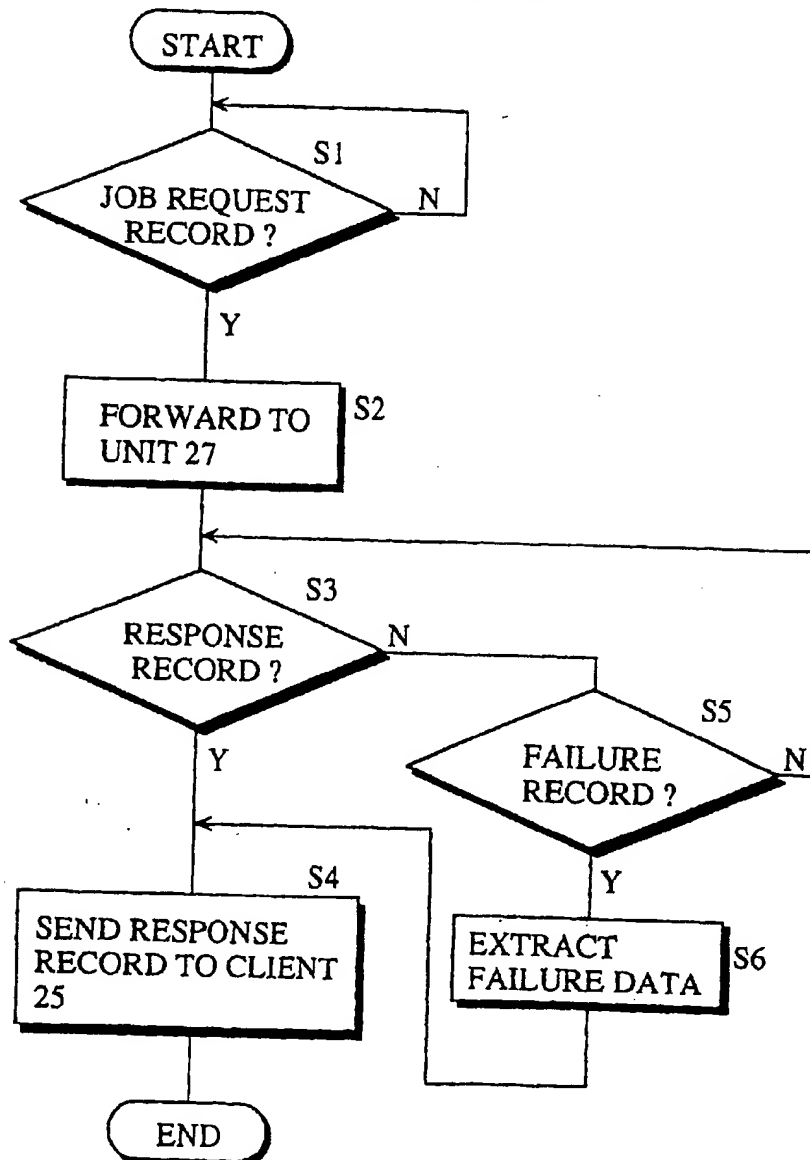 START
S1
JOB REQUEST
RECORD ?
N
Y
FORWARD TO
UNIT 27
S2
S3
RESPONSE
RECORD ?
N
Y
S5
FAILURE
RECORD ?
N
Y
S4
SEND RESPONSE
RECORD TO CLIENT
25
EXTRACT
FAILURE DATA
S6
END